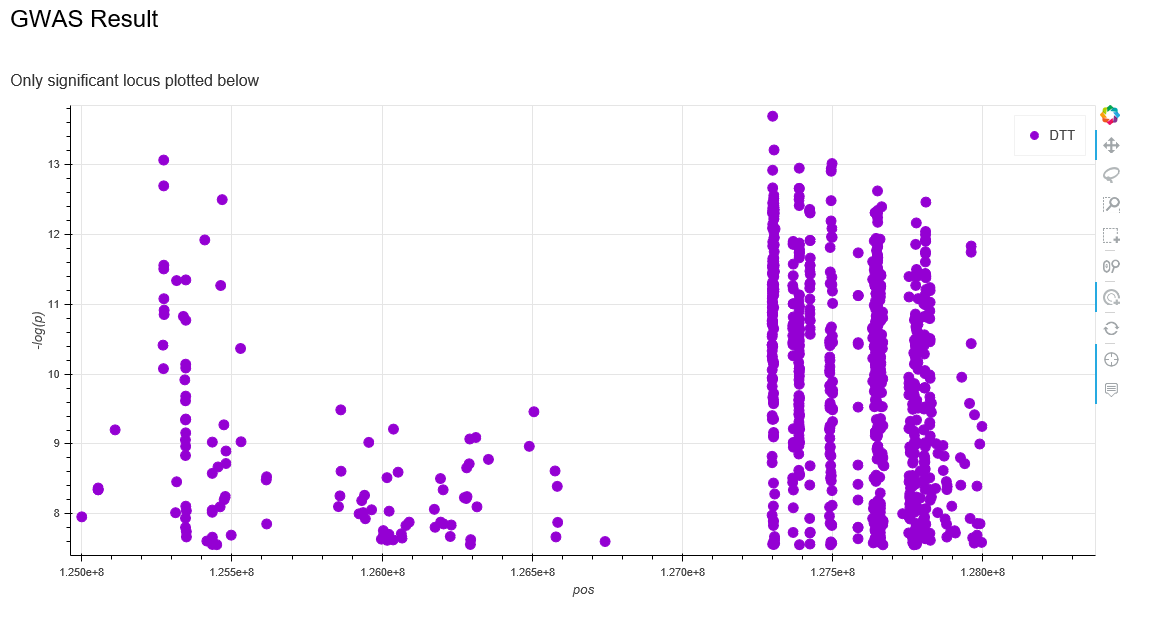 GWAS Result
Only significant locus plotted below
DTT
13
12
11
10
9
8
-log(p)
1.250e+8 1.255e+8 1.260e+8 1.265e+8 1.270e+8 1.275e+8 1.280e+8
pos